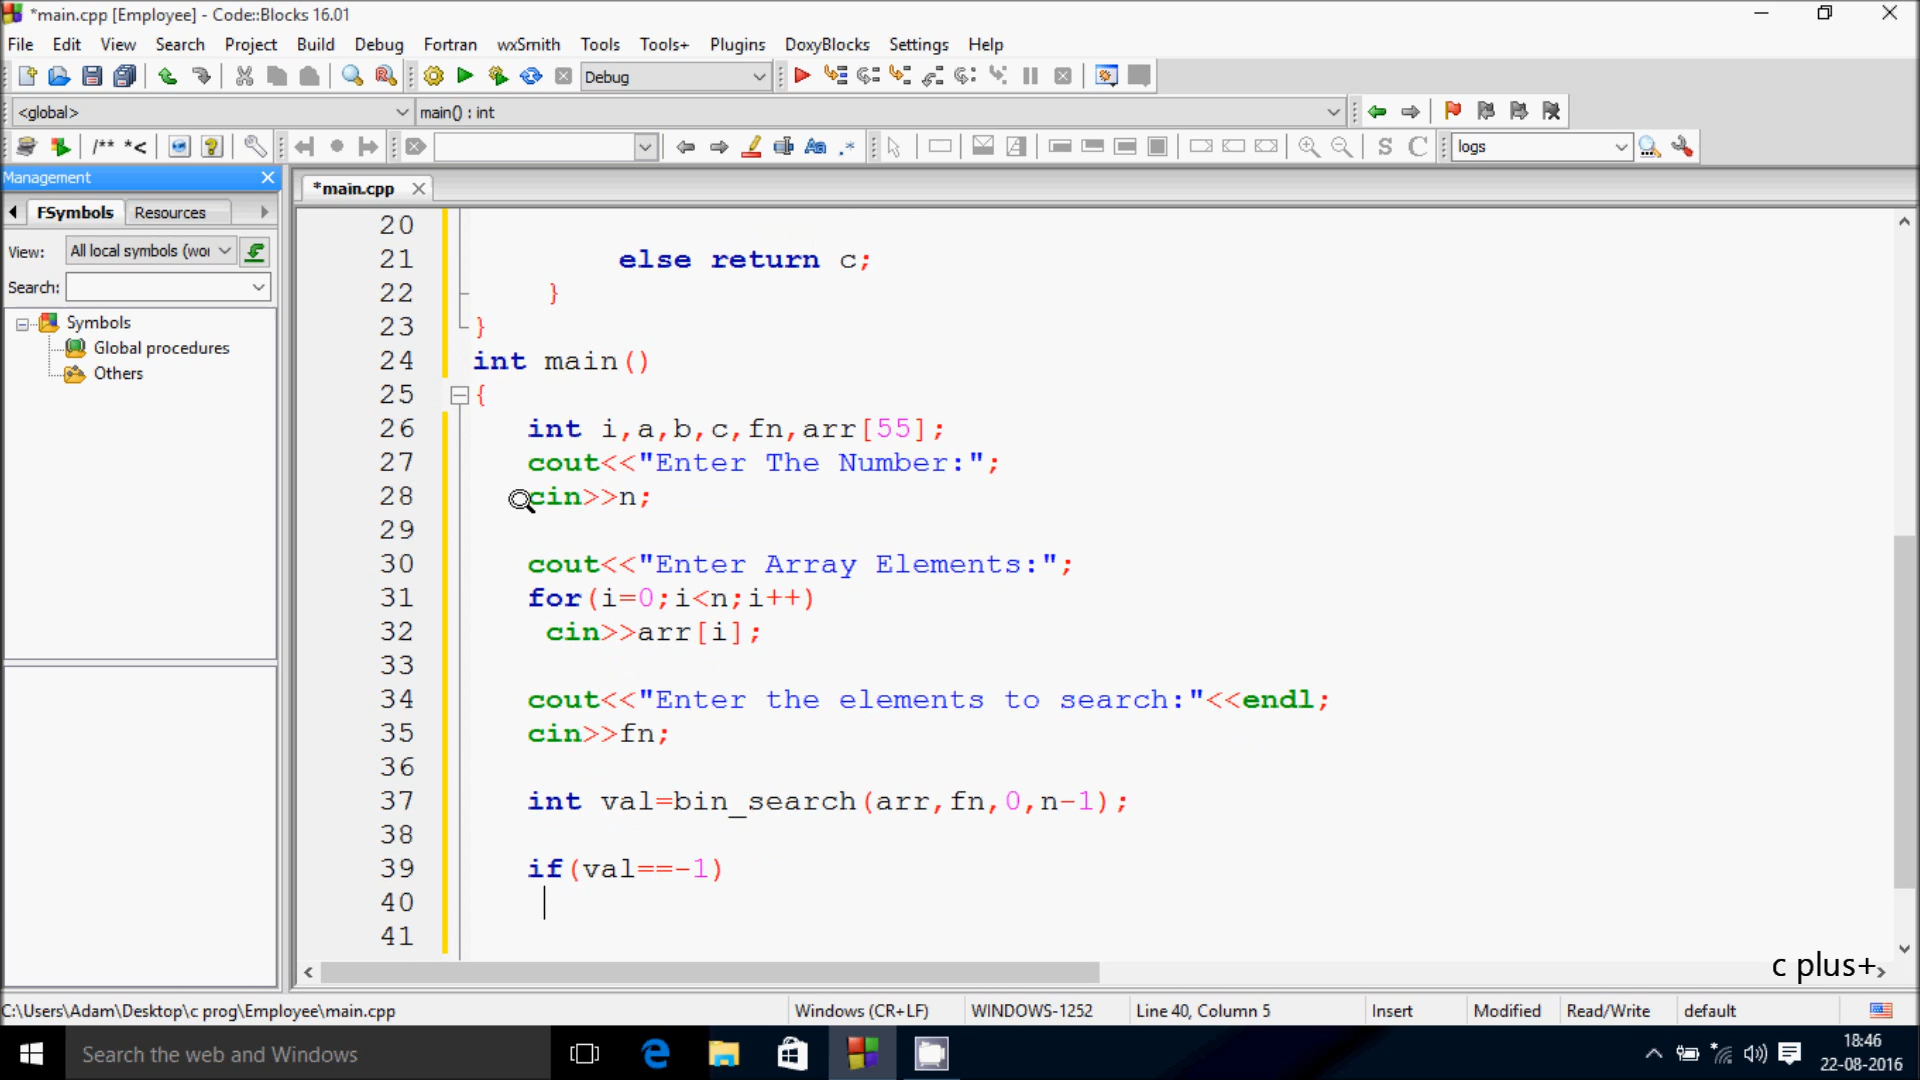 *main.cpp [Employee] - Code::Blocks 16.01
File Edit View Search Project Build Debug Fortran wxSmith Tools Tools+ Plugins DoxyBlocks Settings Help
Debug
<global> main() : int
/** *< Aa .* S C logs
Management
FSymbols Resources
View: All local symbols (wor
Search:
Symbols
Global procedures
Others
*main.cpp
20
21 else return c;
22 }
23 }
24 int main()
25 {
26 int i,a,b,c,fn,arr[55];
27 cout<<"Enter The Number:";
28 cin>>n;
29
30 cout<<"Enter Array Elements:";
31 for(i=0;i<n;i++)
32 cin>>arr[i];
33
34 cout<<"Enter the elements to search:"<<endl;
35 cin>>fn;
36
37 int val=bin_search(arr,fn,0,n-1);
38
39 if(val==-1)
40
41
c plus+
C:\Users\Adam\Desktop\c prog\Employee\main.cpp Windows (CR+LF) WINDOWS-1252 Line 40, Column 5 Insert Modified Read/Write default
Search the web and Windows
18:46
22-08-2016